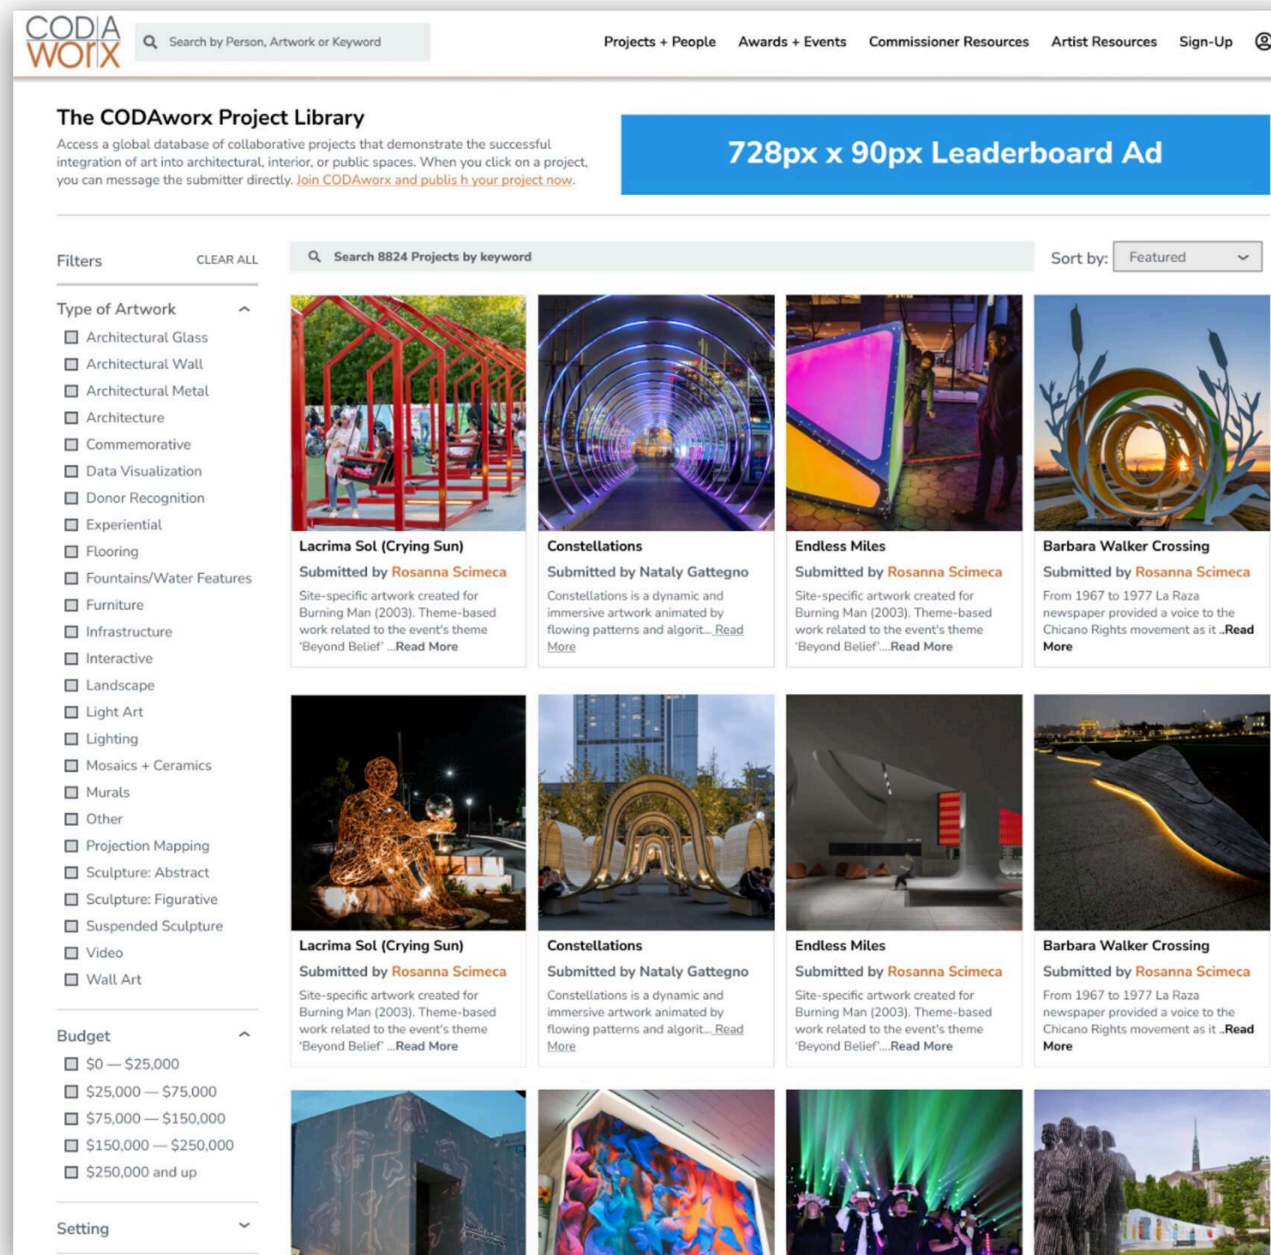 CODA
WORX
Search by Person, Artwork or Keyword
Projects + People
Awards + Events
Commissioner Resources
Artist Resources
Sign-Up
The CODAworx Project Library
Access a global database of collaborative projects that demonstrate the successful
integration of art into architectural, interior, or public spaces. When you click on a project,
you can message the submitter directly. Join CODAworx and publis h your project now.
728px x 90px Leaderboard Ad
Filters
CLEAR ALL
Type of Artwork
Architectural Glass
Architectural Wall
Architectural Metal
Architecture
Commemorative
Data Visualization
Donor Recognition
Experiential
Flooring
Fountains/Water Features
Furniture
Infrastructure
Interactive
Landscape
Light Art
Lighting
Mosaics + Ceramics
Murals
Other
Projection Mapping
Sculpture: Abstract
Sculpture: Figurative
Suspended Sculpture
Video
Wall Art
Budget
$0 — $25,000
$25,000 — $75,000
$75,000 — $150,000
$150,000 — $250,000
$250,000 and up
Setting
Search 8824 Projects by keyword
Sort by:
Featured
Lacrima Sol (Crying Sun)
Submitted by Rosanna Scimeca
Site-specific artwork created for
Burning Man (2003). Theme-based
work related to the event's theme
'Beyond Belief' ...Read More
Constellations
Submitted by Nataly Gattegno
Constellations is a dynamic and
immersive artwork animated by
flowing patterns and algorit... Read
More
Endless Miles
Submitted by Rosanna Scimeca
Site-specific artwork created for
Burning Man (2003). Theme-based
work related to the event's theme
'Beyond Belief'....Read More
Barbara Walker Crossing
Submitted by Rosanna Scimeca
From 1967 to 1977 La Raza
newspaper provided a voice to the
Chicano Rights movement as it ..Read
More
Lacrima Sol (Crying Sun)
Submitted by Rosanna Scimeca
Site-specific artwork created for
Burning Man (2003). Theme-based
work related to the event's theme
'Beyond Belief' ...Read More
Constellations
Submitted by Nataly Gattegno
Constellations is a dynamic and
immersive artwork animated by
flowing patterns and algorit... Read
More
Endless Miles
Submitted by Rosanna Scimeca
Site-specific artwork created for
Burning Man (2003). Theme-based
work related to the event's theme
'Beyond Belief'....Read More
Barbara Walker Crossing
Submitted by Rosanna Scimeca
From 1967 to 1977 La Raza
newspaper provided a voice to the
Chicano Rights movement as it ..Read
More